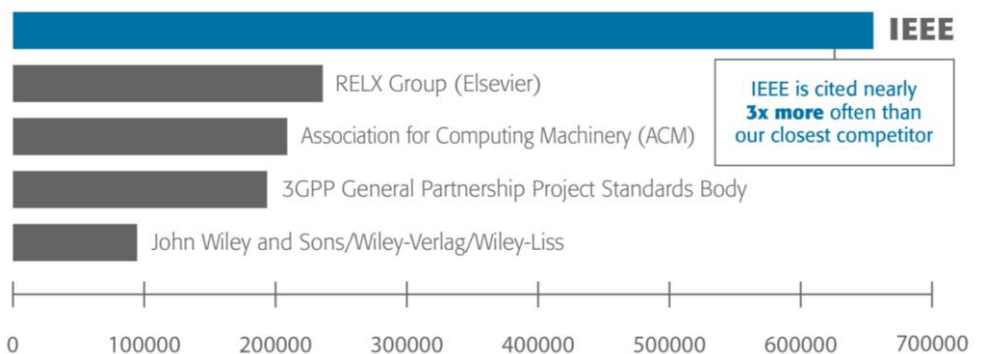 IEEE
RELX Group (Elsevier)
IEEE is cited nearly
3x more often than
our closest competitor
Association for Computing Machinery (ACM)
3GPP General Partnership Project Standards Body
John Wiley and Sons/Wiley-Verlag/Wiley-Liss
0 100000 200000 300000 400000 500000 600000 700000